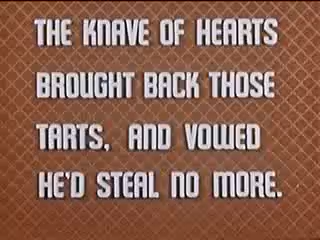 THE KNAVE OF HEARTS
BROUGHT BACK THOSE
TARTS, AND VOWED
HE'D STEAL NO MORE.